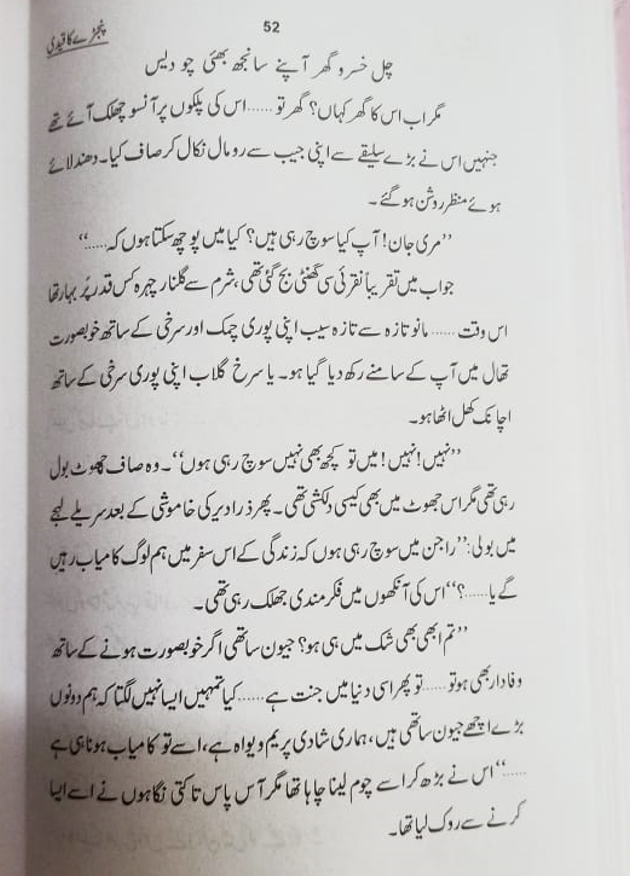 52
پنجڑے کا قیدی
چل خسرو گھر آپنے سانجھ بھئی چو دیس
مگر اب اس کا گھر کہاں؟ گھر تو ...... اس کی پلکوں پر آنسو چھلک آئے تھے
جنہیں اس نے بڑے سلیقے سے اپنی جیب سے رومال نکال کر صاف کیا۔ دھندلائے
ہوئے منظر روشن ہو گئے۔
’’مری جان! آپ کیا سوچ رہی ہیں؟ کیا میں پوچھ سکتا ہوں کہ......‘‘
جواب میں تقریباً نقرئی سی گھنٹی بج گئی تھی، شرم سے گلنار چہرہ کس قدر پُر بہار تھا
اس وقت ...... مانو تازہ سے تازہ سیب اپنی پوری چمک اور سرخی کے ساتھ خوبصورت
تھال میں آپ کے سامنے رکھ دیا گیا ہو۔ یا سرخ گلاب اپنی پوری سرخی کے ساتھ
اچانک کھل اٹھا ہو۔
’’نہیں! نہیں! میں تو کچھ بھی نہیں سوچ رہی ہوں‘‘۔ وہ صاف جھوٹ بول
رہی تھی مگر اس جھوٹ میں بھی کیسی دلکشی تھی۔ پھر ذرا دیر کی خاموشی کے بعد سریلے لہجے
میں بولی: ’’راجن میں سوچ رہی ہوں کہ زندگی کے اس سفر میں ہم لوگ کامیاب رہیں
گے یا......؟‘‘ اس کی آنکھوں میں فکرمندی جھلک رہی تھی۔
’’تم ابھی بھی شک میں ہی ہو؟ جیون ساتھی اگر خوبصورت ہونے کے ساتھ
وفادار بھی ہو تو...... تو پھر اسی دنیا میں جنت ہے...... کیا تمہیں ایسا نہیں لگتا کہ ہم دونوں
بڑے اچھے جیون ساتھی ہیں، ہماری شادی پریم ویواہ ہے، اسے تو کامیاب ہونا ہی ہے
......‘‘ اس نے بڑھ کر اسے چوم لینا چاہا تھا مگر آس پاس تاکتی نگاہوں نے اسے ایسا
کرنے سے روک لیا تھا۔